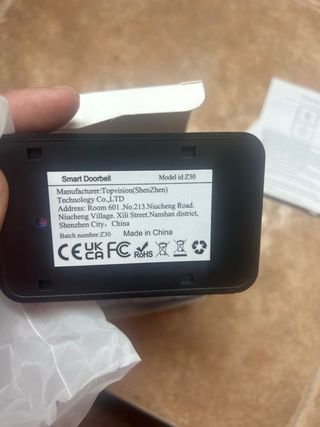 Smart Doorbell Model id:Z30
Manufacturer:Topvision(ShenZhen)
Technology Co.,LTD
Address: Room 601 .No.213.Niucheng Road.
Niucheng Village. Xili Street.Nanshan district,
Shenzhen City, China
Batch number:Z30 Made in China
CE UK CA FC RoHS